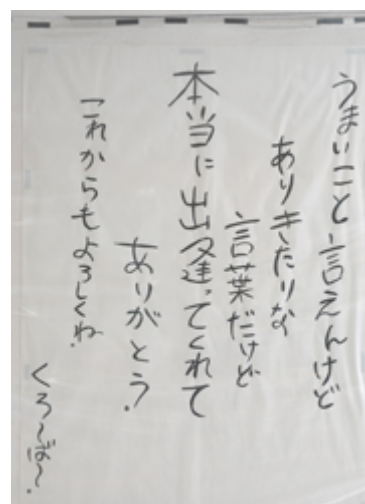 うまいこと言えんけど
ありきたりな
言葉だけど
本当に出逢ってくれて
ありがとう!
これからもよろしくね.
くろ〜ば〜.